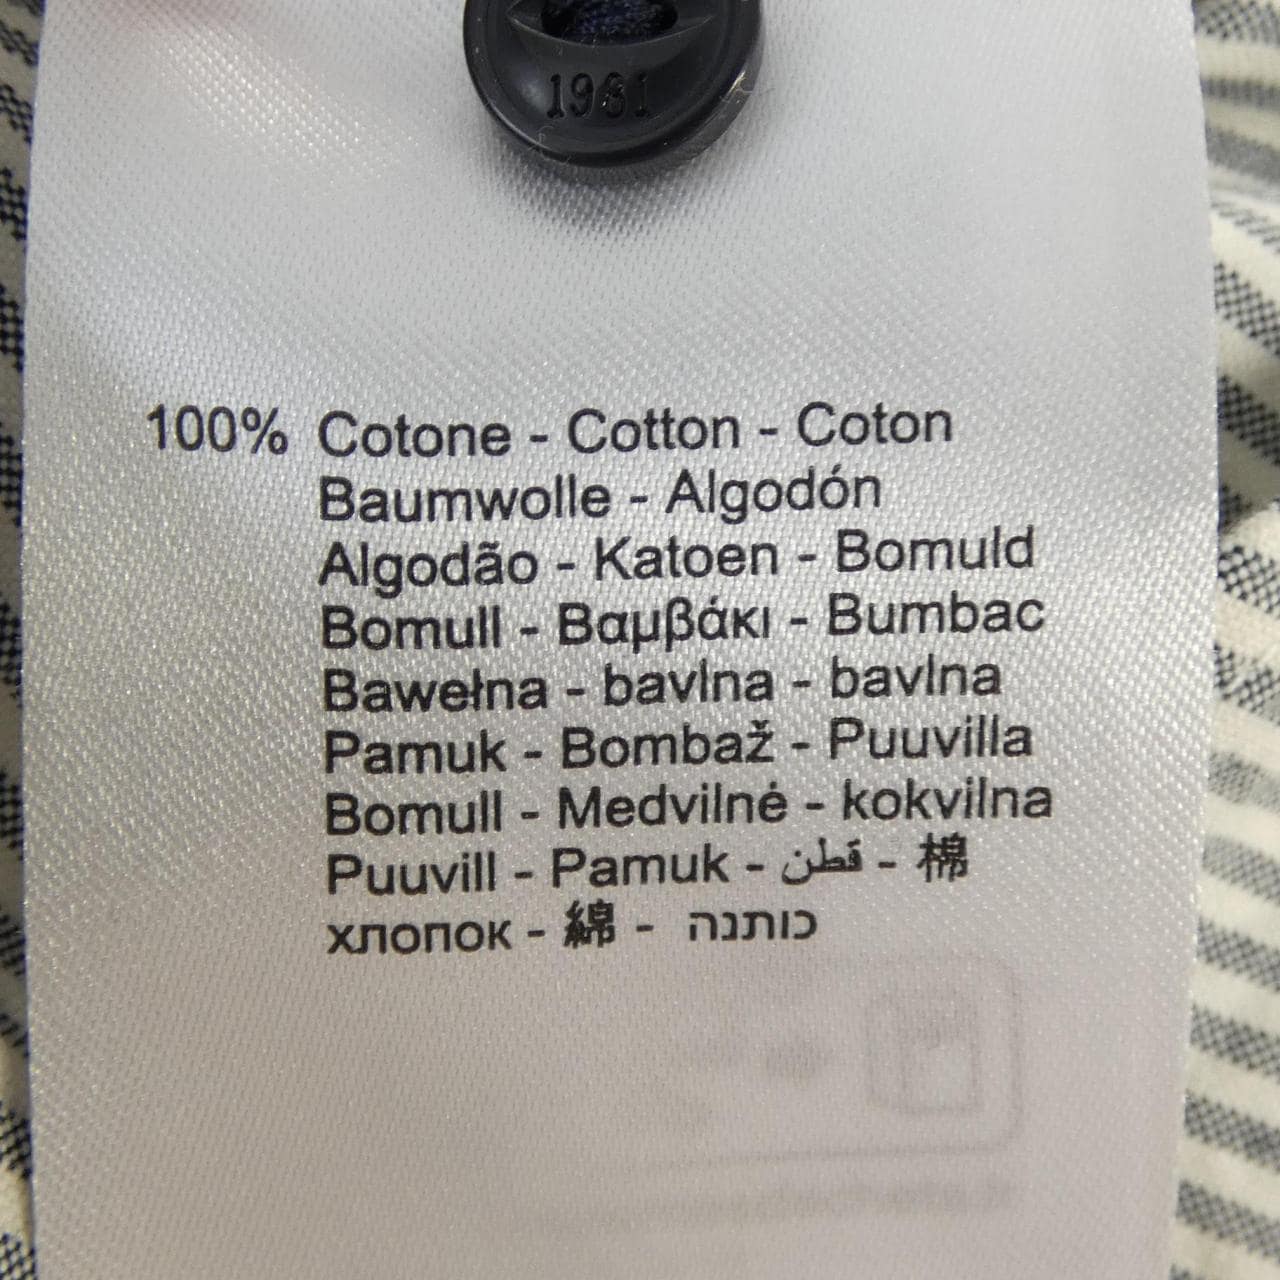 1981
100% Cotone - Cotton - Coton
Baumwolle - Algodón
Algodão - Katoen - Bomuld
Bomull - Βαμβάκι - Bumbac
Bawełna - bavlna - bavlna
Pamuk - Bombaž - Puuvilla
Bomull - Medvilnė - kokvilna
Puuvill - Pamuk - قطن - 棉
хлопок - 綿 - כותנה